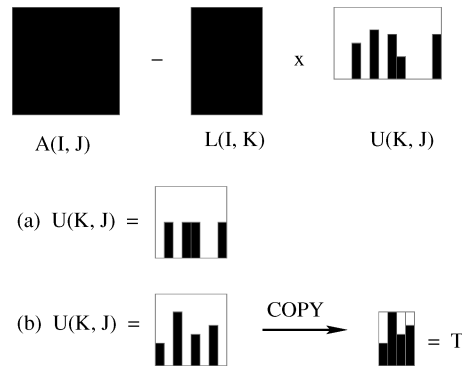 − x
A(I, J) L(I, K) U(K, J)
(a) U(K, J) =
(b) U(K, J) = COPY = T